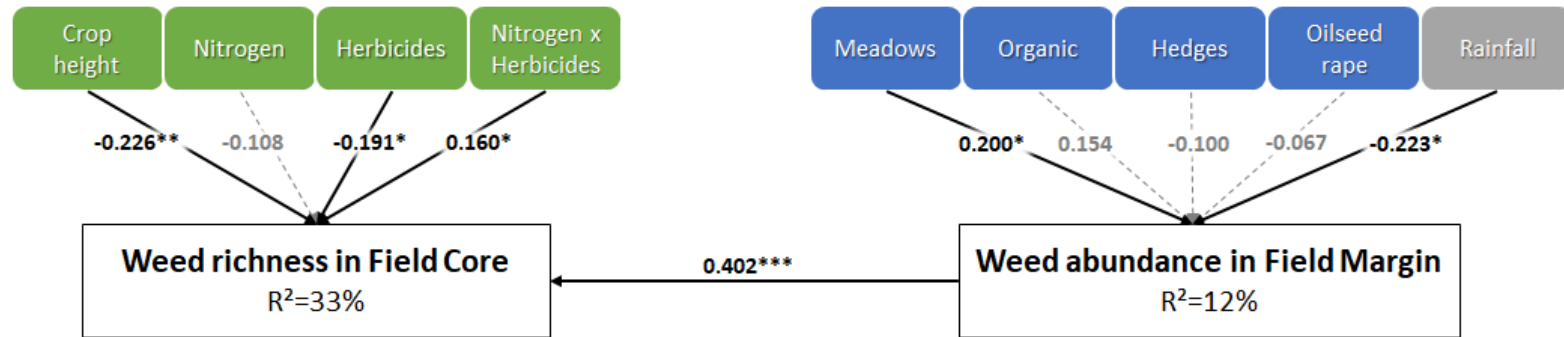 Crop
height
Nitrogen
Herbicides
Nitrogen x
Herbicides
Meadows
Organic
Hedges
Oilseed
rape
Rainfall
-0.226**
-0.108
-0.191*
0.160*
0.200*
0.154
-0.100
-0.067
-0.223*
Weed richness in Field Core
R²=33%
0.402***
Weed abundance in Field Margin
R²=12%